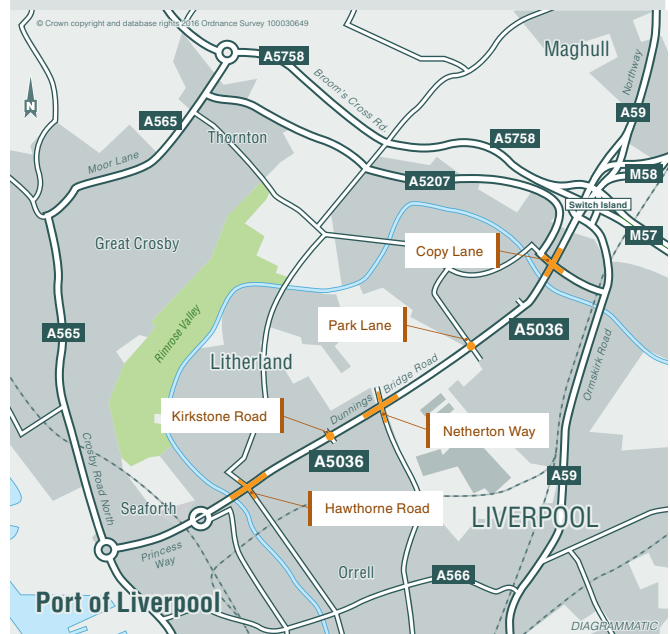 © Crown copyright and database rights 2016 Ordnance Survey 100030649
Maghull
A5758
Northway
Broom's Cross Rd.
N
A59
A565
Thornton
A5758
Moor Lane
A5207
M58
Switch Island
M57
Great Crosby
Copy Lane
Park Lane
A5036
A565
Rimrose Valley
Litherland
Ormskirk Road
Dunnings Bridge Road
Kirkstone Road
Netherton Way
A5036
Crosby Road North
A59
Seaforth
Hawthorne Road
LIVERPOOL
Princess
Way
Orrell
A566
Port of Liverpool
DIAGRAMMATIC